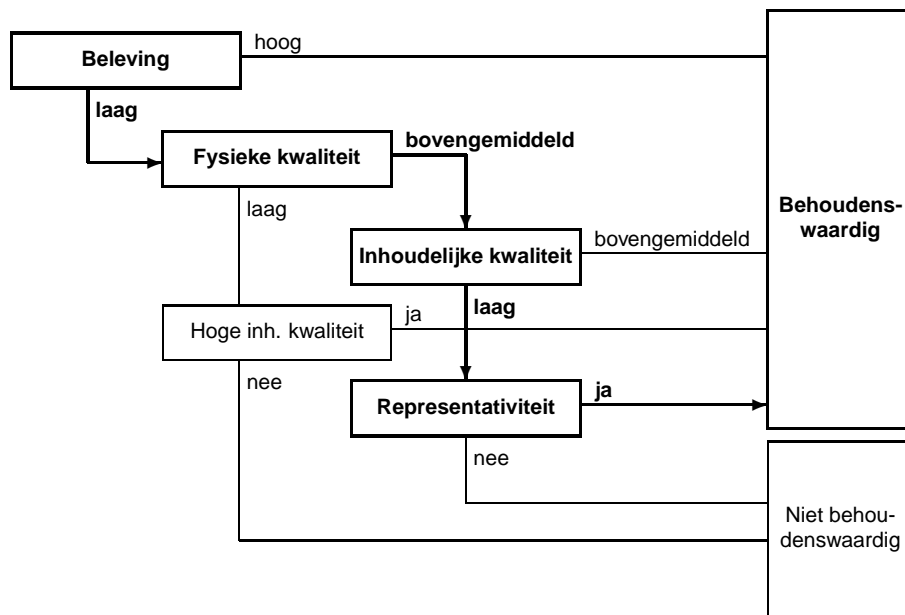 hoog
Beleving
laag
bovengemiddeld
Fysieke kwaliteit
laag
Behoudens-
waardig
bovengemiddeld
Inhoudelijke kwaliteit
laag
ja
Hoge inh. kwaliteit
nee
ja
Representativiteit
nee
Niet behou-
denswaardig